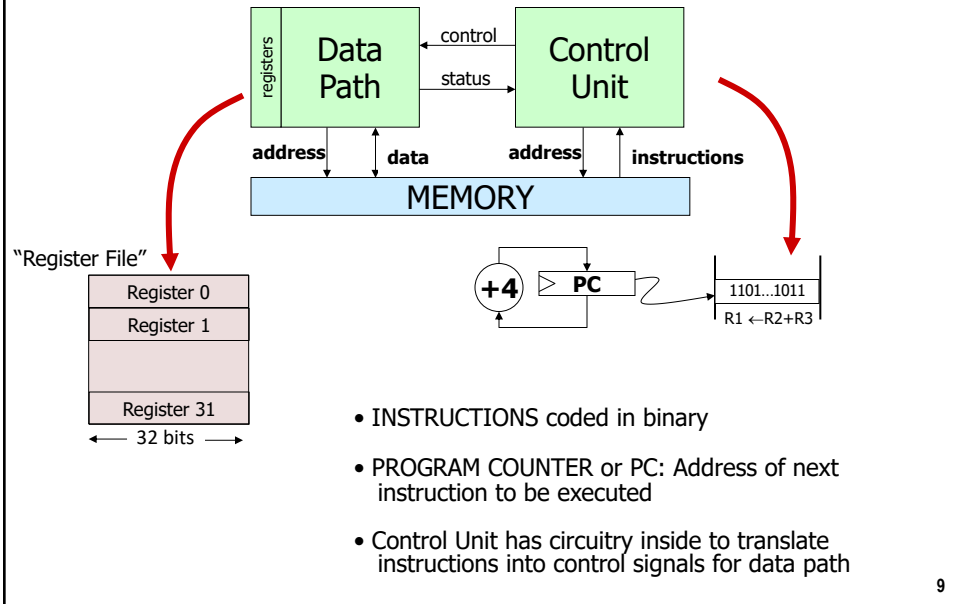 registers
Data
Path
control
status
Control
Unit
address
data
address
instructions
MEMORY
“Register File”
Register 0
Register 1
Register 31
32 bits
+4
PC
1101...1011
R1 ←R2+R3
• INSTRUCTIONS coded in binary
• PROGRAM COUNTER or PC: Address of next
instruction to be executed
• Control Unit has circuitry inside to translate
instructions into control signals for data path
9